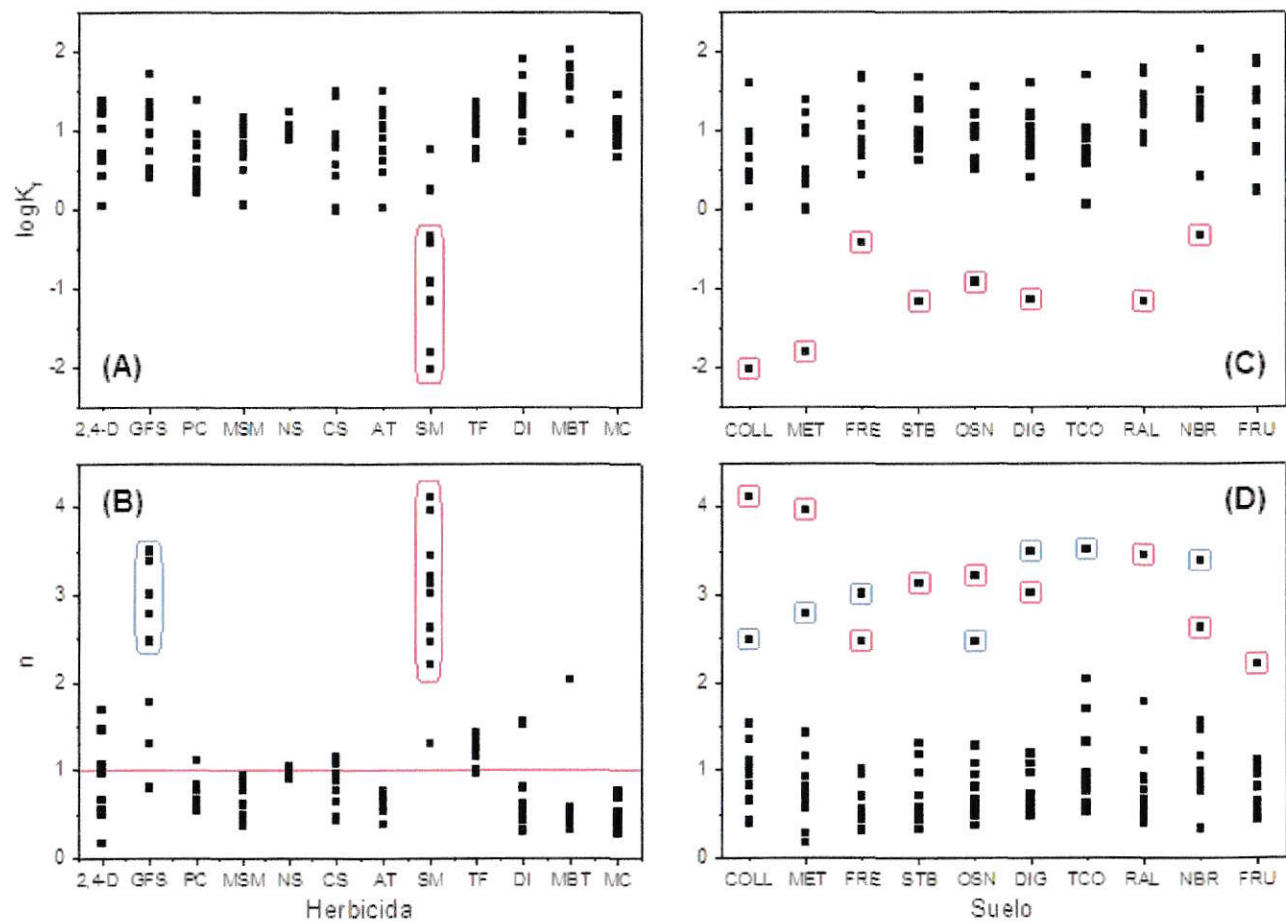 2
1
0
-1
-2
logKf
(A)
2,4-D GFS PC MSM NS CS AT SM TF DI MBT MC
2
1
0
-1
-2
(C)
COLL MET FRE STB OSN DIG TCO RAL NBR FRU
4
3
2
1
0
n
(B)
2,4-D GFS PC MSM NS CS AT SM TF DI MBT MC
Herbicida
4
3
2
1
0
(D)
COLL MET FRE STB OSN DIG TCO RAL NBR FRU
Suelo